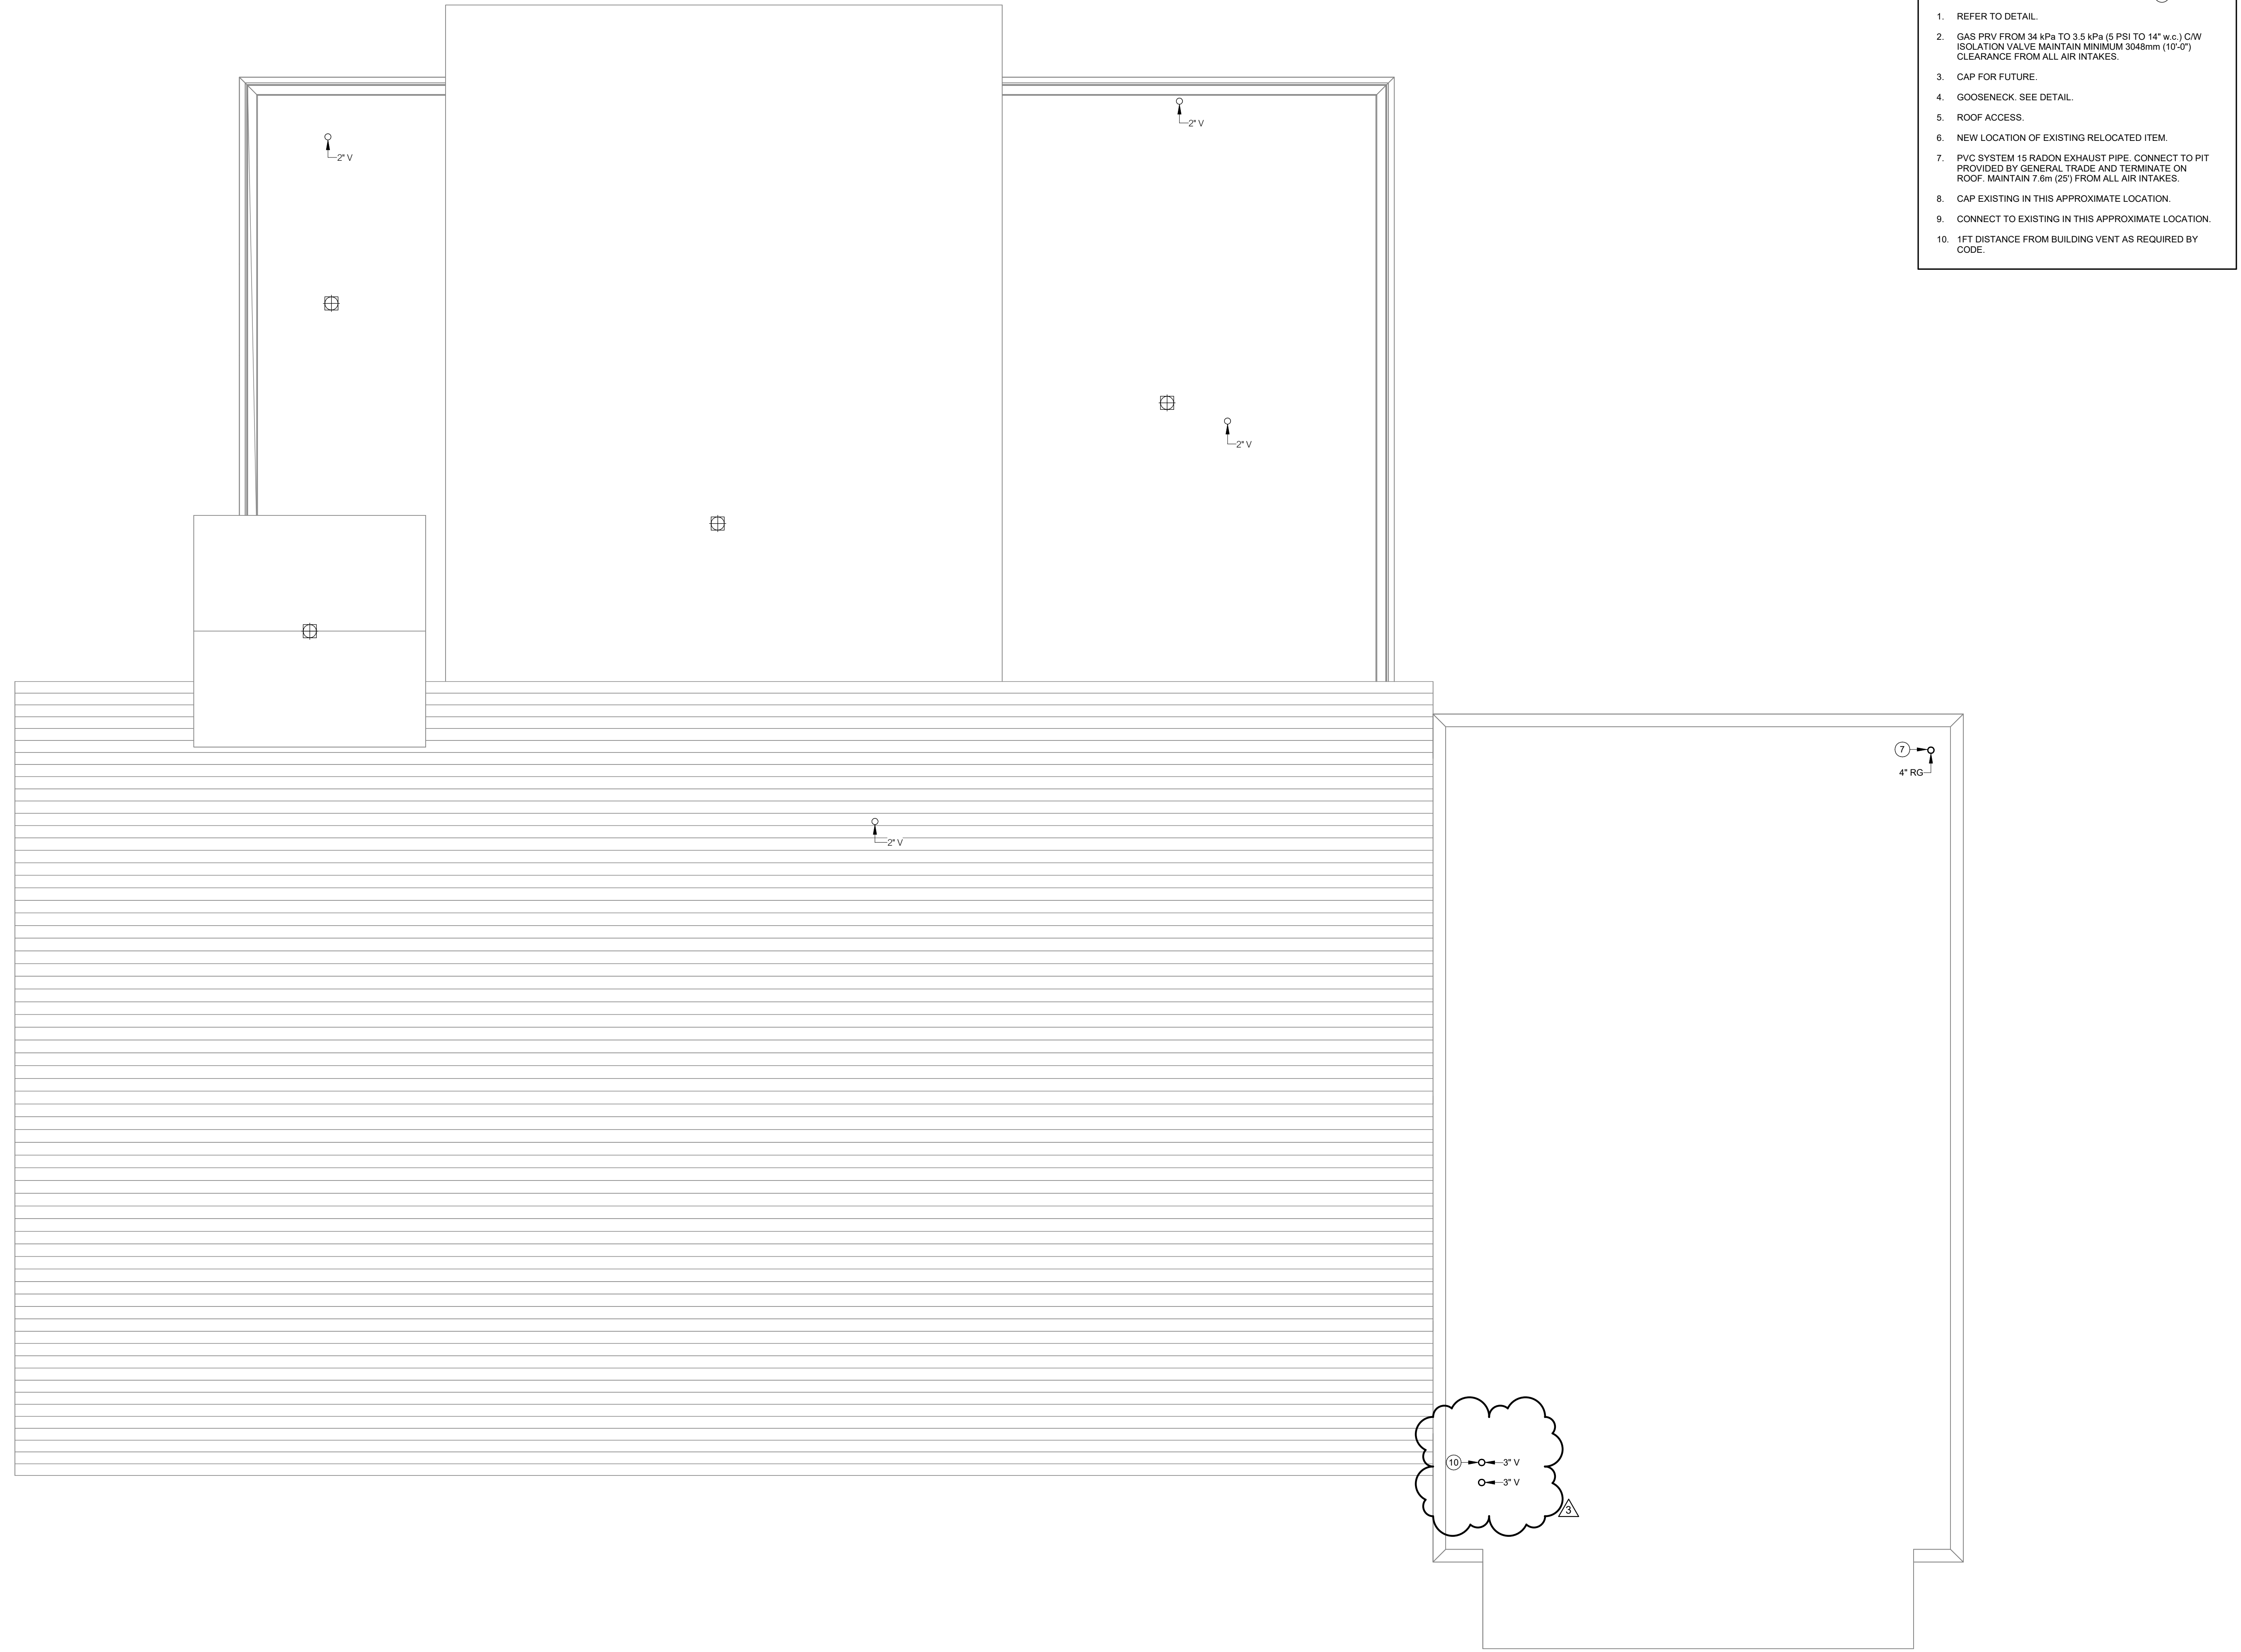 1. REFER TO DETAIL.
2. GAS PRV FROM 34 kPa TO 3.5 kPa (5 PSI TO 14" w.c.) C/W
ISOLATION VALVE MAINTAIN MINIMUM 3048mm (10'-0")
CLEARANCE FROM ALL AIR INTAKES.
3. CAP FOR FUTURE.
4. GOOSENECK. SEE DETAIL.
5. ROOF ACCESS.
6. NEW LOCATION OF EXISTING RELOCATED ITEM.
7. PVC SYSTEM 15 RADON EXHAUST PIPE. CONNECT TO PIT
PROVIDED BY GENERAL TRADE AND TERMINATE ON
ROOF. MAINTAIN 7.6m (25') FROM ALL AIR INTAKES.
8. CAP EXISTING IN THIS APPROXIMATE LOCATION.
9. CONNECT TO EXISTING IN THIS APPROXIMATE LOCATION.
10. 1FT DISTANCE FROM BUILDING VENT AS REQUIRED BY
CODE.
2" V
2" V
2" V
7
4" RG
2" V
10 3" V
3" V
3